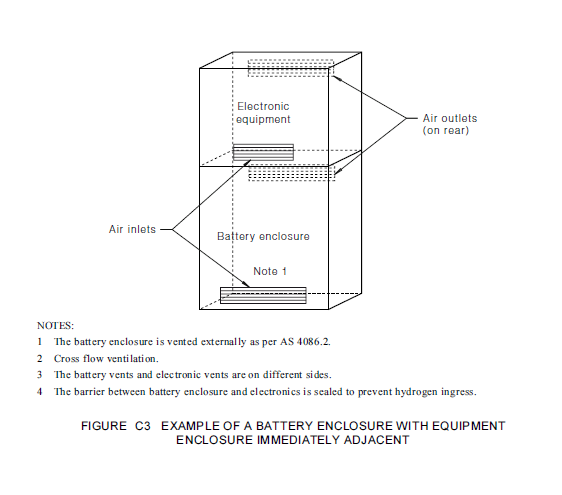 Electronic
equipment
Air outlets
(on rear)
Air inlets
Battery enclosure
Note 1
NOTES:
1 The battery enclosure is vented externally as per AS 4086.2.
2 Cross flow ventilation.
3 The battery vents and electronic vents are on different sides.
4 The barrier between battery enclosure and electronics is sealed to prevent hydrogen ingress.
FIGURE C3 EXAMPLE OF A BATTERY ENCLOSURE WITH EQUIPMENT
ENCLOSURE IMMEDIATELY ADJACENT